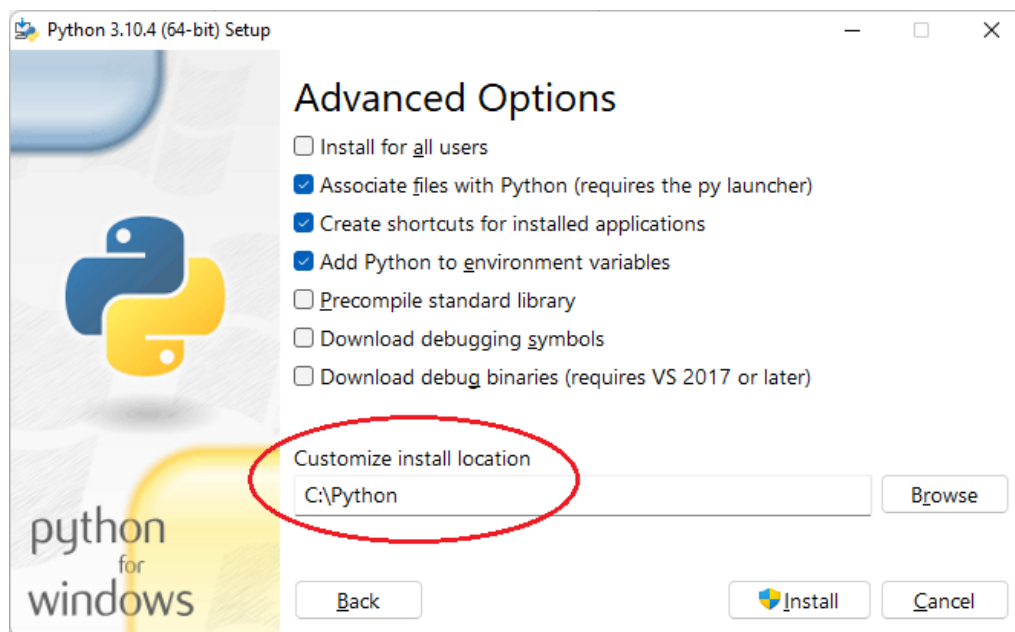 Python 3.10.4 (64-bit) Setup
Advanced Options
Install for all users
Associate files with Python (requires the py launcher)
Create shortcuts for installed applications
Add Python to environment variables
Precompile standard library
Download debugging symbols
Download debug binaries (requires VS 2017 or later)
Customize install location
C:\Python
Browse
python
for
windows
Back
Install
Cancel